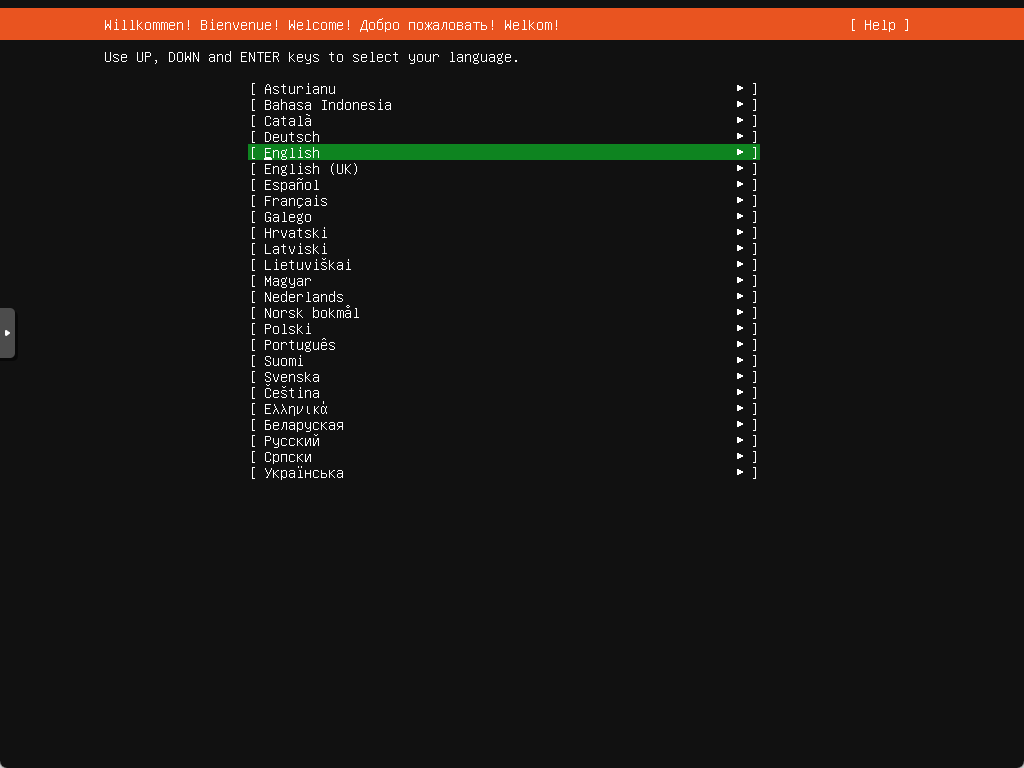 Willkommen! Bienvenue! Welcome! Добро пожаловать! Welkom! [ Help ]
Use UP, DOWN and ENTER keys to select your language.
[ Asturianu ▸ ]
[ Bahasa Indonesia ▸ ]
[ Català ▸ ]
[ Deutsch ▸ ]
[ English ▸ ]
[ English (UK) ▸ ]
[ Español ▸ ]
[ Français ▸ ]
[ Galego ▸ ]
[ Hrvatski ▸ ]
[ Latviski ▸ ]
[ Lietuviškai ▸ ]
[ Magyar ▸ ]
[ Nederlands ▸ ]
[ Norsk bokmål ▸ ]
[ Polski ▸ ]
[ Português ▸ ]
[ Suomi ▸ ]
[ Svenska ▸ ]
[ Čeština ▸ ]
[ Ελληνικά ▸ ]
[ Беларуская ▸ ]
[ Русский ▸ ]
[ Српски ▸ ]
[ Українська ▸ ]